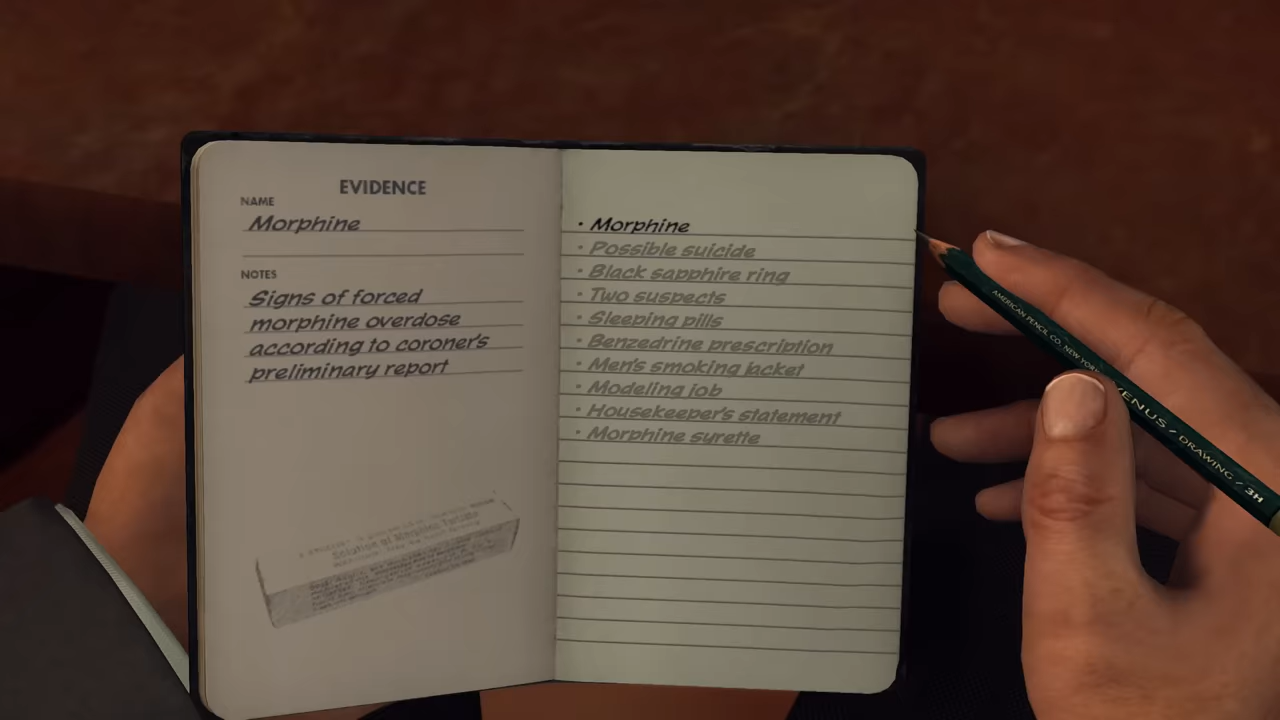 EVIDENCE
NAME
Morphine
NOTES
Signs of forced
morphine overdose
according to coroner's
preliminary report
Solution of Morphine Tartrate
• Morphine
• Possible suicide
• Black sapphire ring
• Two suspects
• Sleeping pills
• Benzedrine prescription
• Men's smoking jacket
• Modeling job
• Housekeeper's statement
• Morphine syrette
AMERICAN PENCIL CO. NEW YORK VENUS / DRAWING / 3H